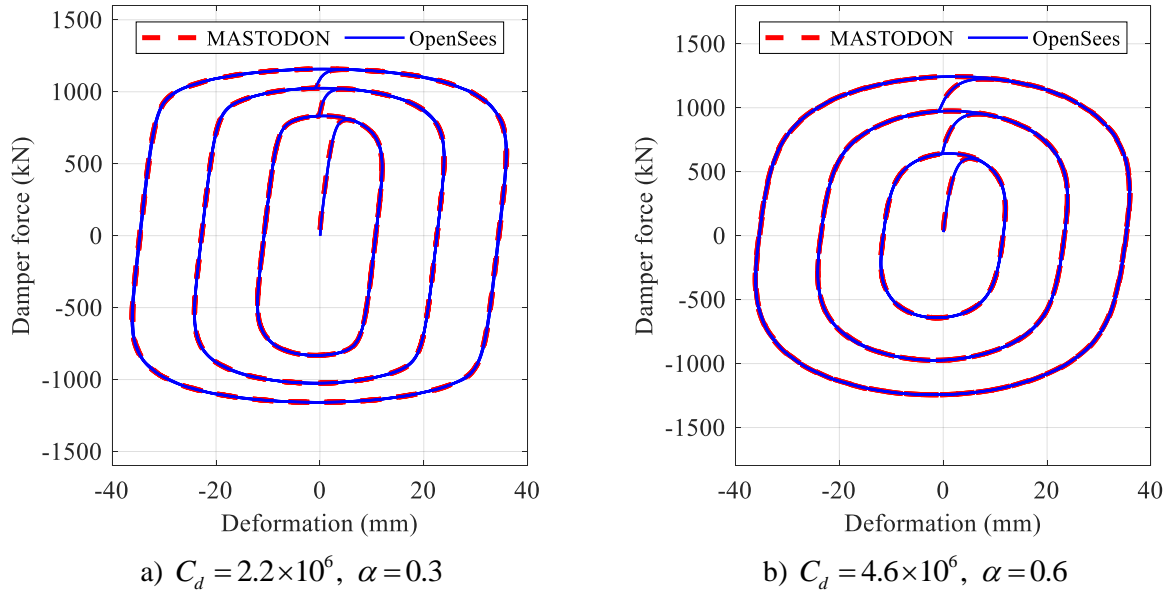 MASTODON OpenSees
1500
1000
500
0
-500
-1000
-1500
Damper force (kN)
-40 -20 0 20 40
Deformation (mm)
a) C_d = 2.2×10^6, α = 0.3
MASTODON OpenSees
1500
1000
500
0
-500
-1000
-1500
Damper force (kN)
-40 -20 0 20 40
Deformation (mm)
b) C_d = 4.6×10^6, α = 0.6